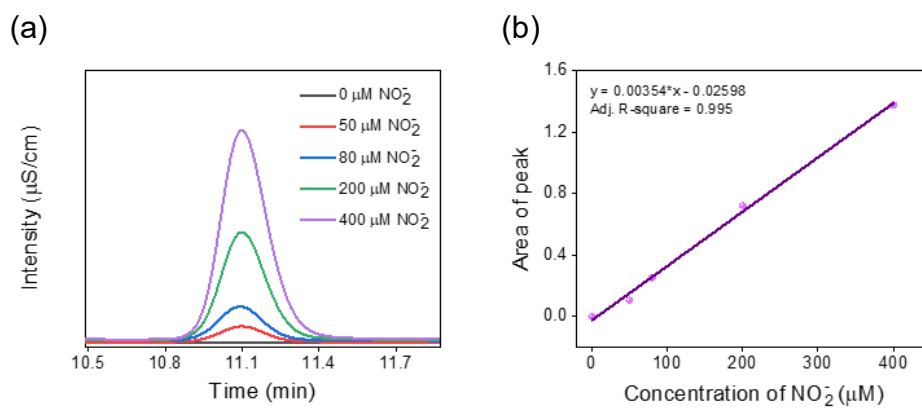 (a)
Intensity (μS/cm)
0 μM NO₂⁻
50 μM NO₂⁻
80 μM NO₂⁻
200 μM NO₂⁻
400 μM NO₂⁻
10.5 10.8 11.1 11.4 11.7
Time (min)
(b)
Area of peak
y = 0.00354*x - 0.02598
Adj. R-square = 0.995
1.6
1.2
0.8
0.4
0.0
0 100 200 300 400
Concentration of NO₂⁻ (μM)